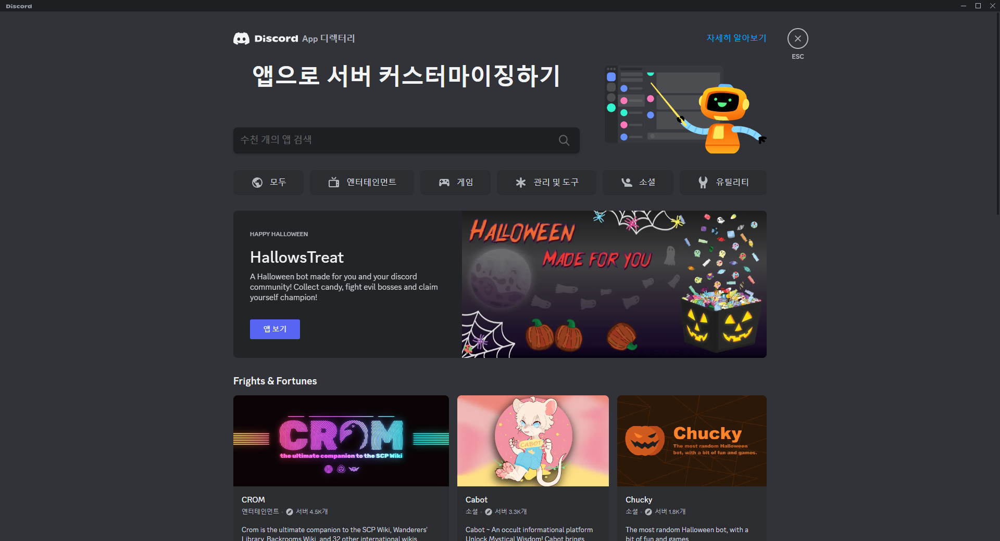 Discord
Discord App 디렉터리
자세히 알아보기
ESC
앱으로 서버 커스터마이징하기
수천 개의 앱 검색
모두
엔터테인먼트
게임
관리 및 도구
소셜
유틸리티
HAPPY HALLOWEEN
HallowsTreat
A Halloween bot made for you and your discord
community! Collect candy, fight evil bosses and claim
yourself champion!
앱 보기
HALLOWEEN
MADE FOR YOU
Frights & Fortunes
CROM
the ultimate companion to the SCP Wiki
CROM
엔터테인먼트 · 서버 4.5K개
Crom is the ultimate companion to the SCP Wiki, Wanderers'
Library, Backrooms Wiki, and 32 other international wikis
CABOT
Cabot
소셜 · 서버 3.3K개
Cabot ~ An occult informational platform
Unlock Mystical Wisdom! Cabot brings
Chucky
The most random Halloween
bot, with a bit of fun and games.
Chucky
소셜 · 서버 1.8K개
The most random Halloween bot, with a
bit of fun and games